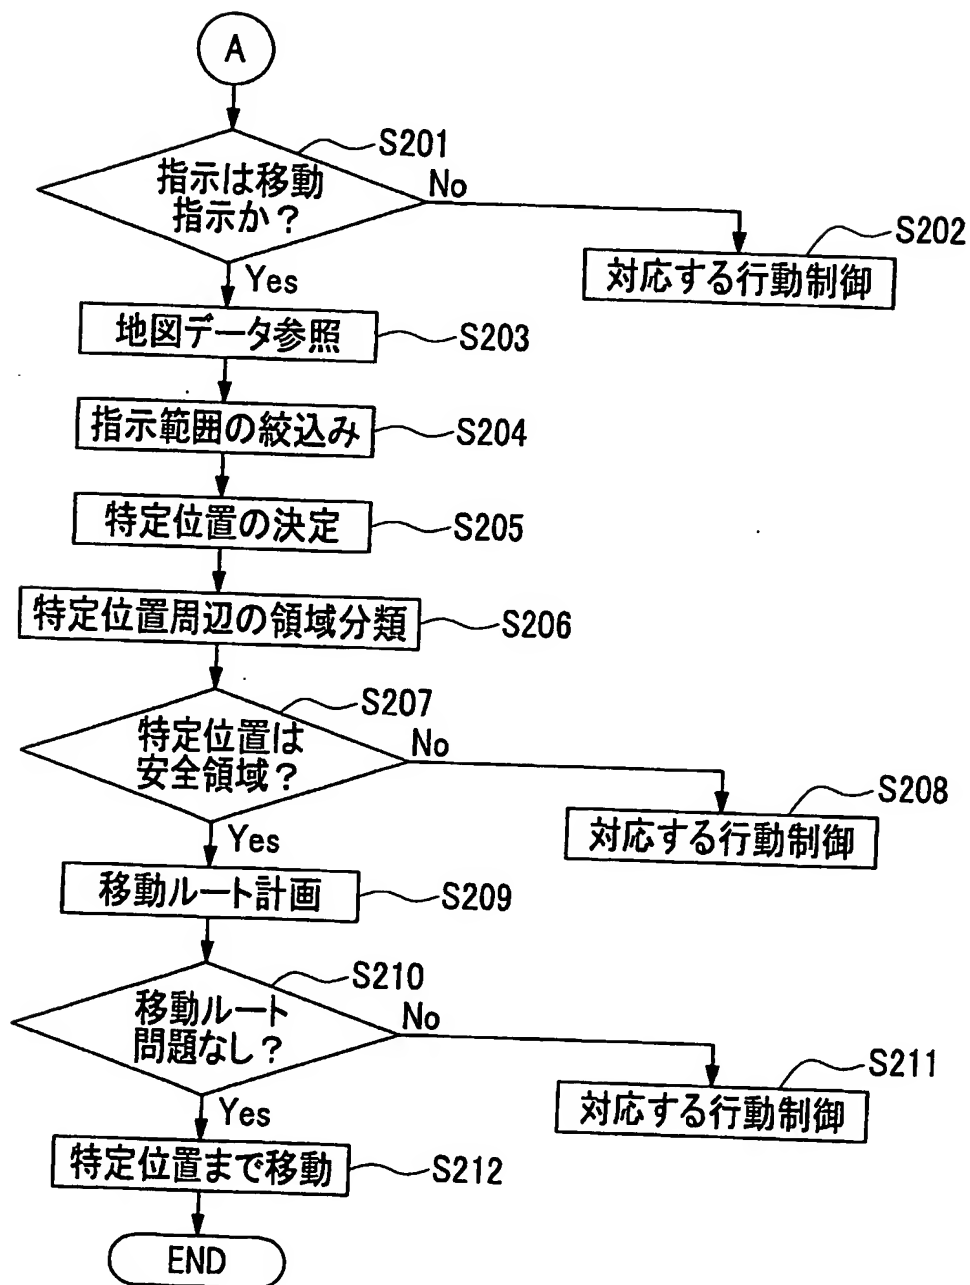 A
S201
指示は移動
指示か？
No
S202
対応する行動制御
Yes
地図データ参照
S203
指示範囲の絞込み
S204
特定位置の決定
S205
特定位置周辺の領域分類
S206
S207
特定位置は
安全領域？
No
S208
対応する行動制御
Yes
移動ルート計画
S209
S210
移動ルート
問題なし？
No
S211
対応する行動制御
Yes
特定位置まで移動
S212
END